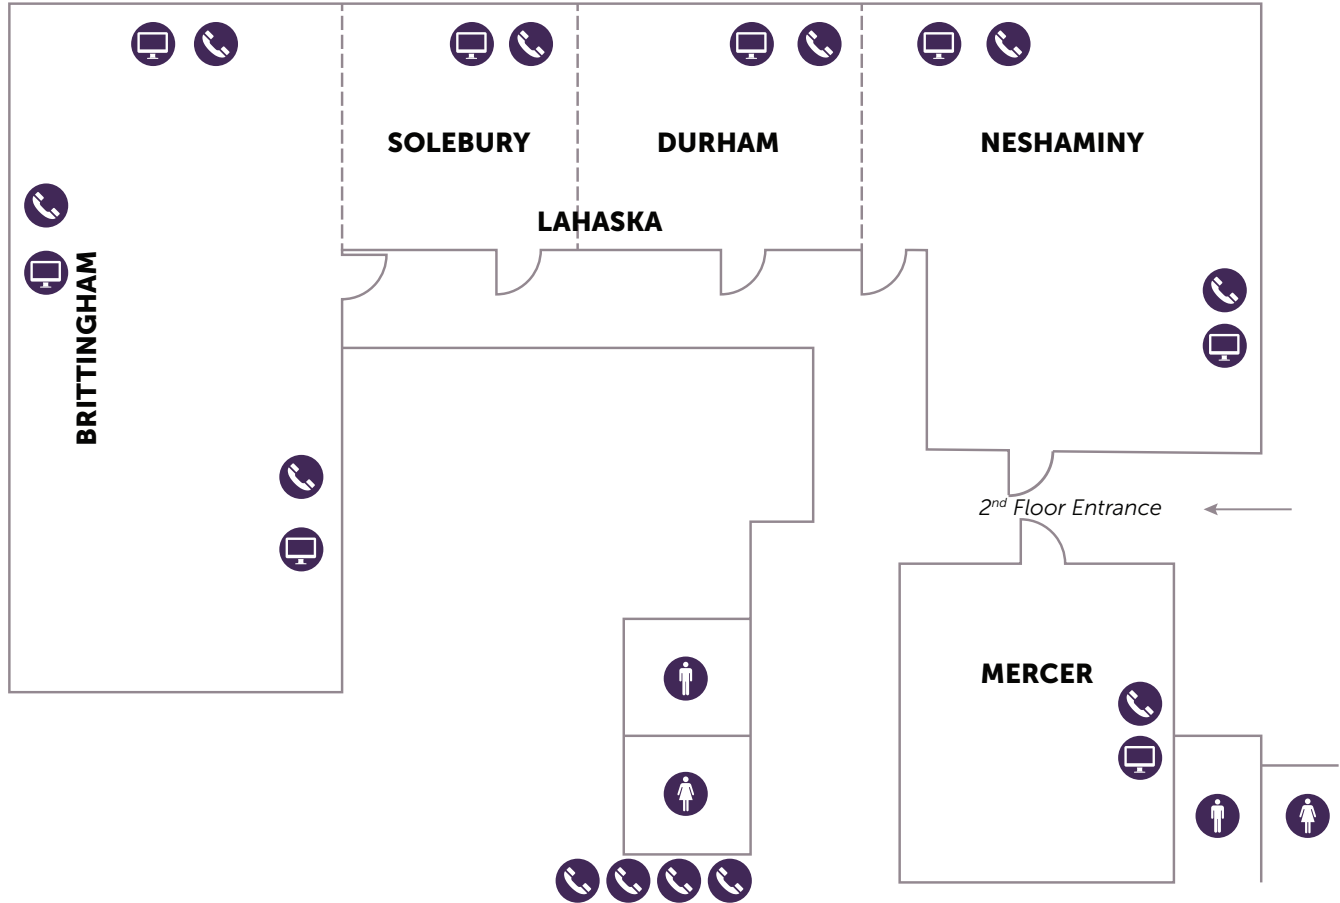 SOLEBURY
DURHAM
NESHAMINY
LAHASKA
BRITTINGHAM
2nd Floor Entrance
MERCER